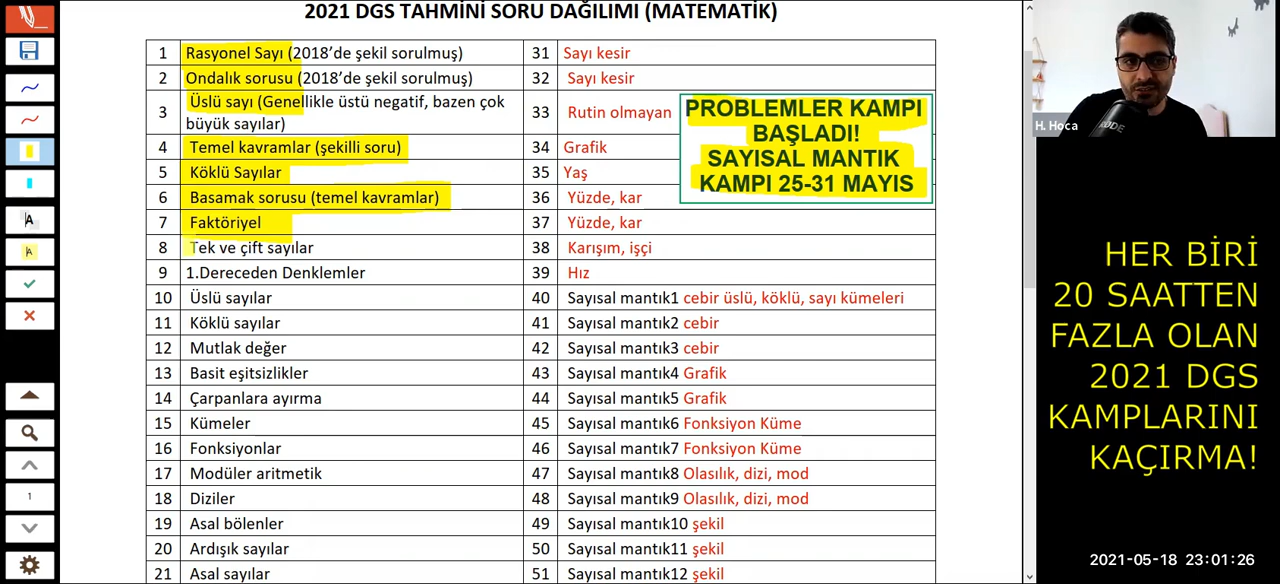 2021 DGS TAHMİNİ SORU DAĞILIMI (MATEMATİK)
1 Rasyonel Sayı (2018’de şekil sorulmuş) 31 Sayı kesir
2 Ondalık sorusu (2018’de şekil sorulmuş) 32 Sayı kesir
3 Üslü sayı (Genellikle üstü negatif, bazen çok
büyük sayılar) 33 Rutin olmayan
4 Temel kavramlar (şekilli soru) 34 Grafik
5 Köklü Sayılar 35 Yaş
6 Basamak sorusu (temel kavramlar) 36 Yüzde, kar
7 Faktöriyel 37 Yüzde, kar
8 Tek ve çift sayılar 38 Karışım, işçi
9 1.Dereceden Denklemler 39 Hız
10 Üslü sayılar 40 Sayısal mantık1 cebir üslü, köklü, sayı kümeleri
11 Köklü sayılar 41 Sayısal mantık2 cebir
12 Mutlak değer 42 Sayısal mantık3 cebir
13 Basit eşitsizlikler 43 Sayısal mantık4 Grafik
14 Çarpanlara ayırma 44 Sayısal mantık5 Grafik
15 Kümeler 45 Sayısal mantık6 Fonksiyon Küme
16 Fonksiyonlar 46 Sayısal mantık7 Fonksiyon Küme
17 Modüler aritmetik 47 Sayısal mantık8 Olasılık, dizi, mod
18 Diziler 48 Sayısal mantık9 Olasılık, dizi, mod
19 Asal bölenler 49 Sayısal mantık10 şekil
20 Ardışık sayılar 50 Sayısal mantık11 şekil
21 Asal sayılar 51 Sayısal mantık12 şekil
PROBLEMLER KAMPI
BAŞLADI!
SAYISAL MANTIK
KAMPI 25-31 MAYIS
A
A
1
H. Hoca
HER BİRİ
20 SAATTEN
FAZLA OLAN
2021 DGS
KAMPLARINI
KAÇIRMA!
2021-05-18 23:01:26